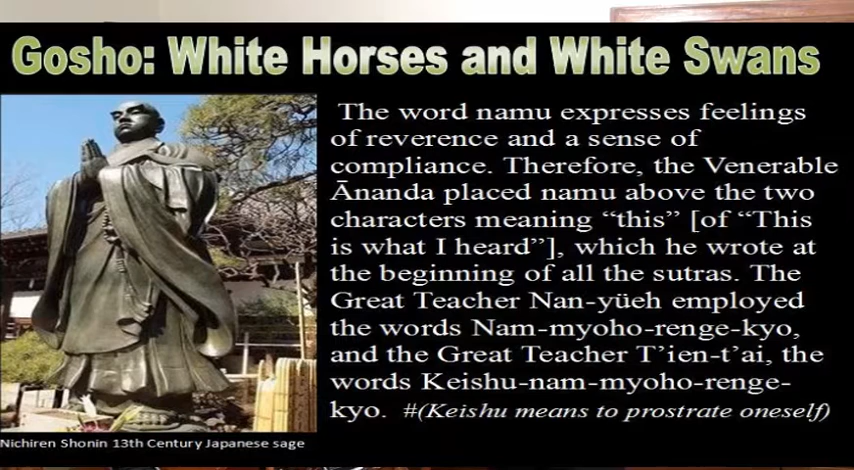 Gosho: White Horses and White Swans
The word namu expresses feelings
of reverence and a sense of
compliance. Therefore, the Venerable
Ānanda placed namu above the two
characters meaning “this” [of “This
is what I heard”], which he wrote at
the beginning of all the sutras. The
Great Teacher Nan-yüeh employed
the words Nam-myoho-renge-kyo,
and the Great Teacher T’ien-t’ai, the
words Keishu-nam-myoho-renge-
kyo. #(Keishu means to prostrate oneself)
Nichiren Shonin 13th Century Japanese sage